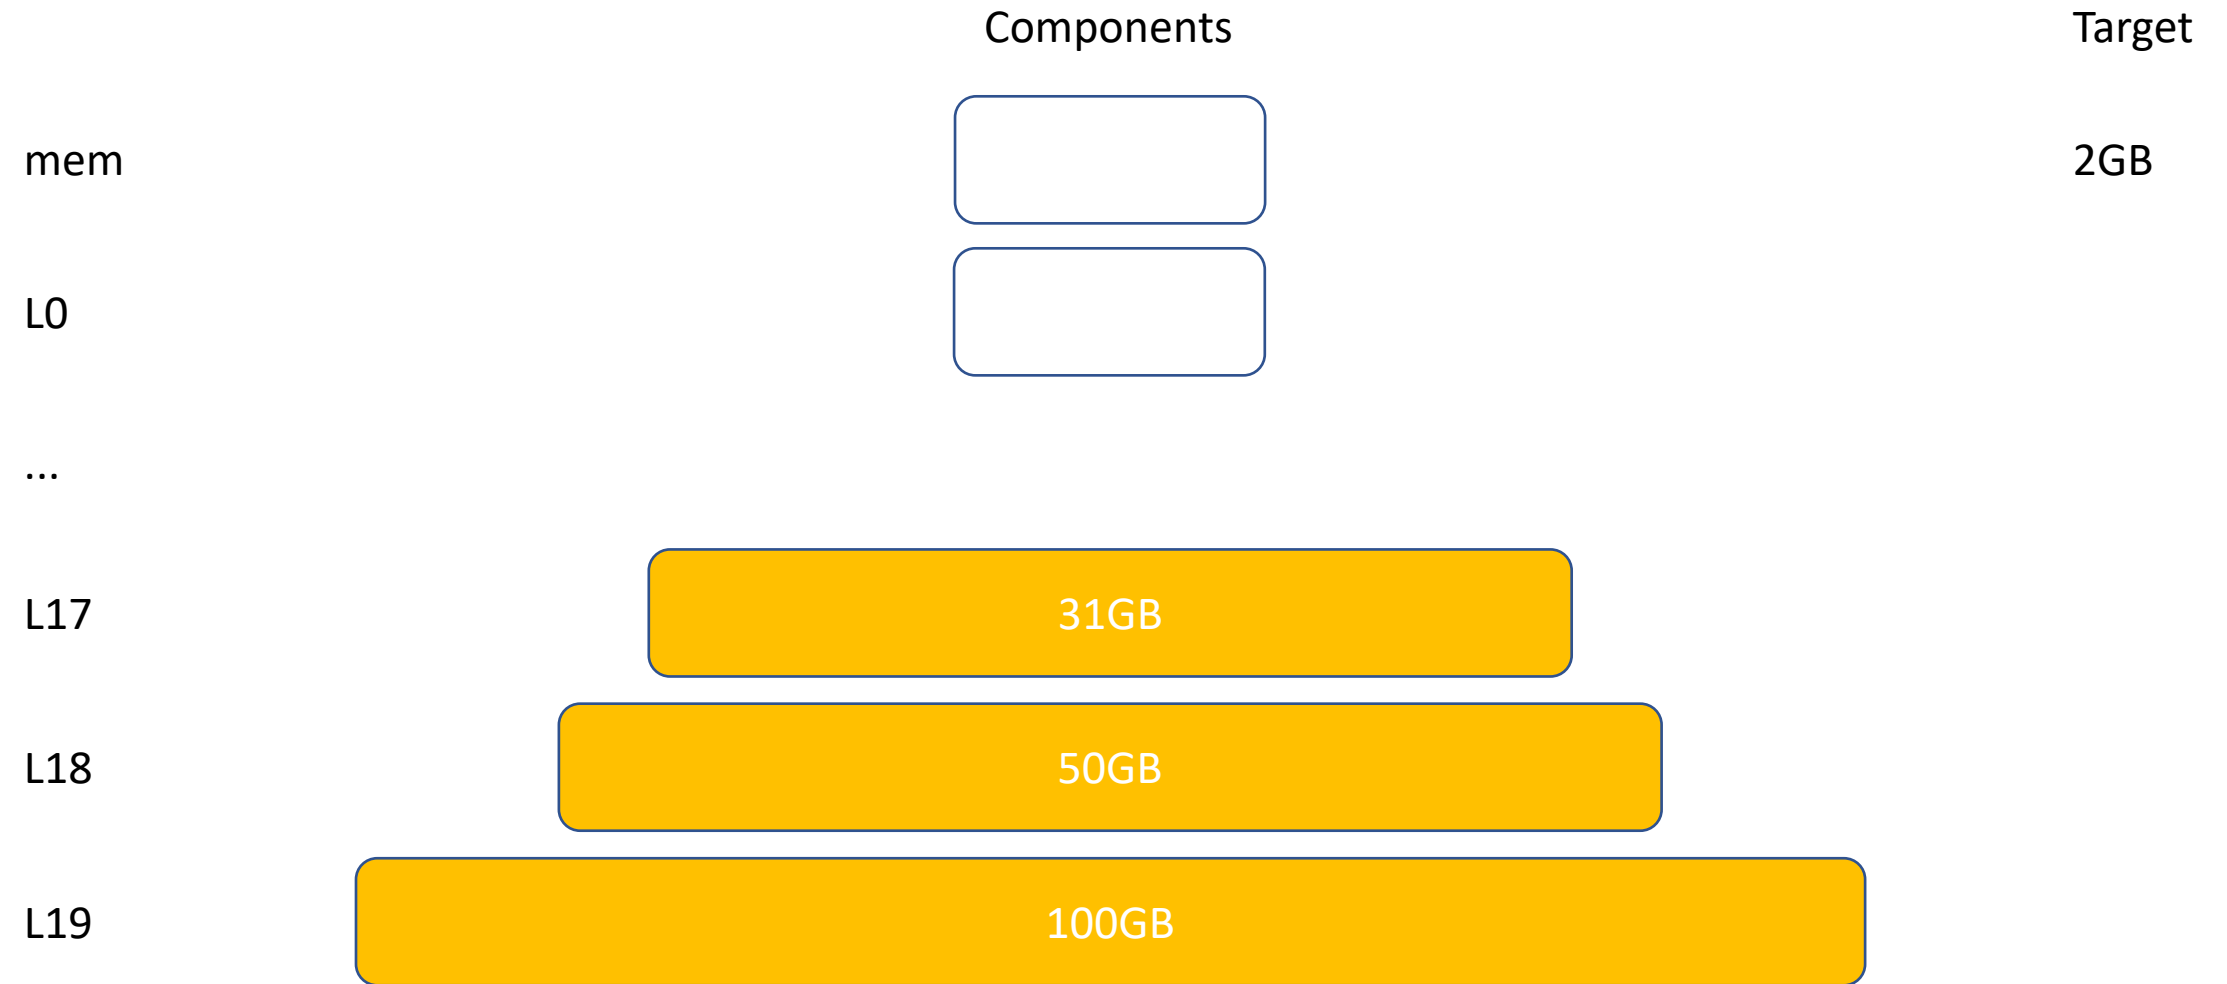 Components Target
mem 2GB
L0
...
L17 31GB
L18 50GB
L19 100GB